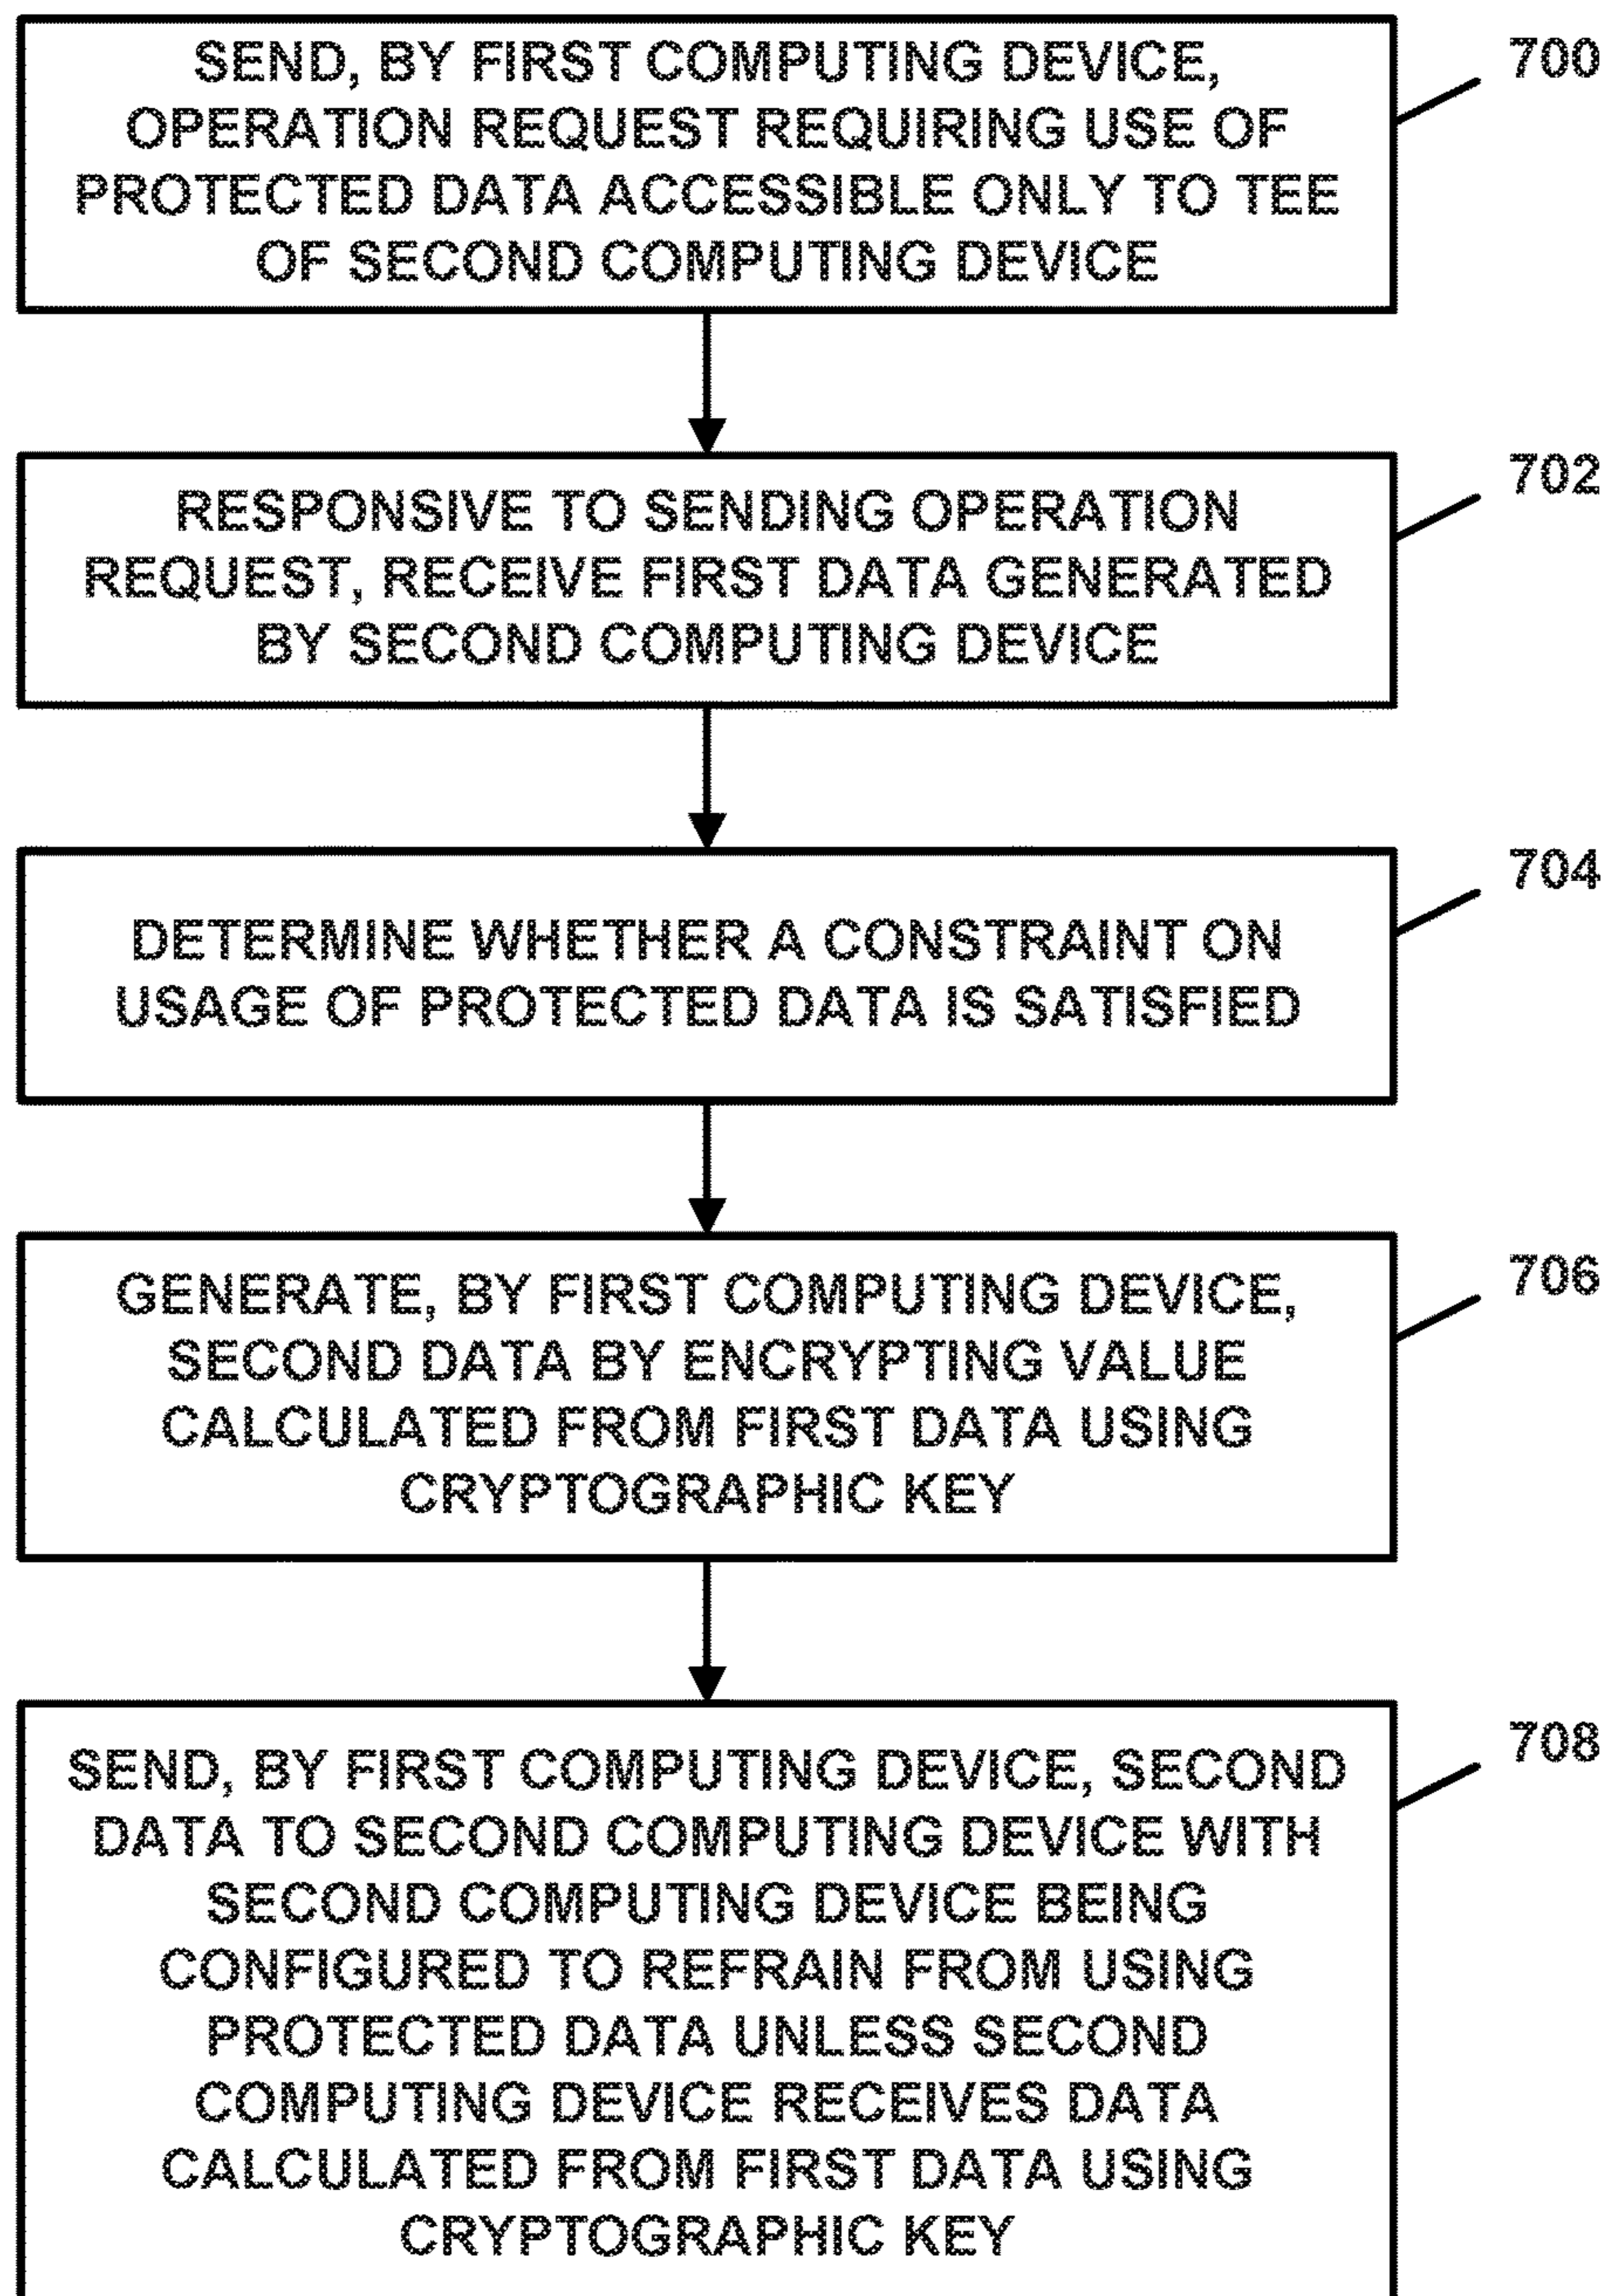 SEND, BY FIRST COMPUTING DEVICE,
OPERATION REQUEST REQUIRING USE OF
PROTECTED DATA ACCESSIBLE ONLY TO TEE
OF SECOND COMPUTING DEVICE
700
RESPONSIVE TO SENDING OPERATION
REQUEST, RECEIVE FIRST DATA GENERATED
BY SECOND COMPUTING DEVICE
702
DETERMINE WHETHER A CONSTRAINT ON
USAGE OF PROTECTED DATA IS SATISFIED
704
GENERATE, BY FIRST COMPUTING DEVICE,
SECOND DATA BY ENCRYPTING VALUE
CALCULATED FROM FIRST DATA USING
CRYPTOGRAPHIC KEY
706
SEND, BY FIRST COMPUTING DEVICE, SECOND
DATA TO SECOND COMPUTING DEVICE WITH
SECOND COMPUTING DEVICE BEING
CONFIGURED TO REFRAIN FROM USING
PROTECTED DATA UNLESS SECOND
COMPUTING DEVICE RECEIVES DATA
CALCULATED FROM FIRST DATA USING
CRYPTOGRAPHIC KEY
708